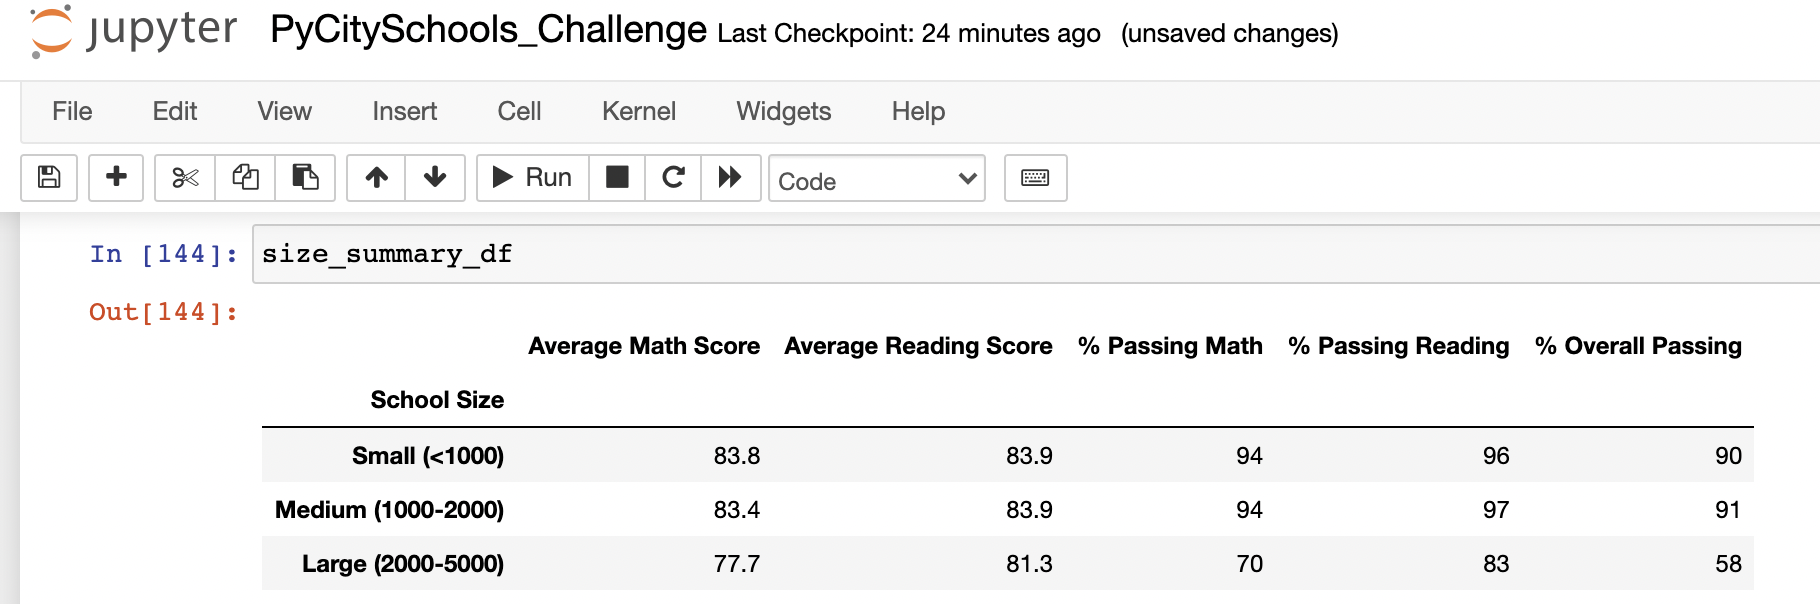 jupyter PyCitySchools_Challenge Last Checkpoint: 24 minutes ago (unsaved changes)
File Edit View Insert Cell Kernel Widgets Help
Run Code
In [144]: size_summary_df
Out[144]:
Average Math Score Average Reading Score % Passing Math % Passing Reading % Overall Passing
School Size
Small (<1000) 83.8 83.9 94 96 90
Medium (1000-2000) 83.4 83.9 94 97 91
Large (2000-5000) 77.7 81.3 70 83 58